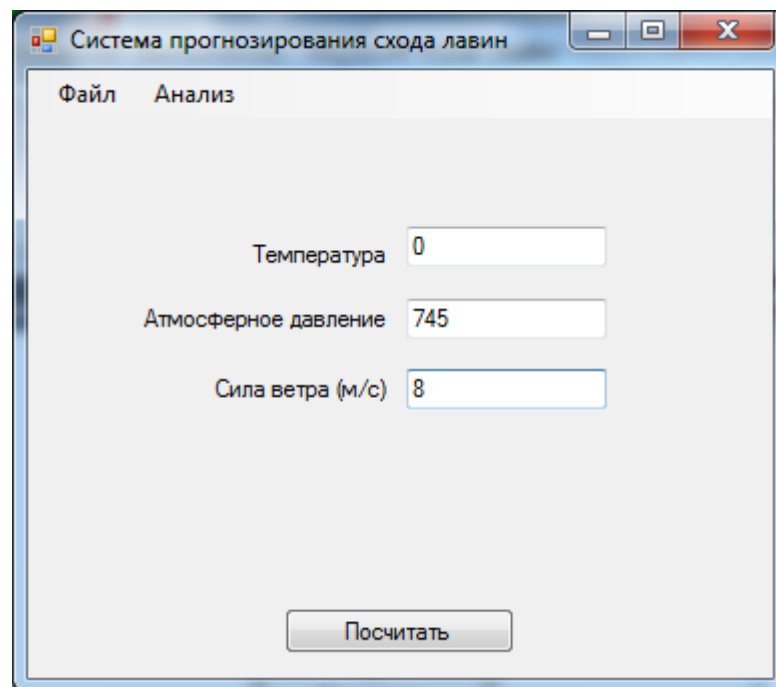 Система прогнозирования схода лавин
Файл Анализ
Температура 0
Атмосферное давление 745
Сила ветра (м/с) 8
Посчитать